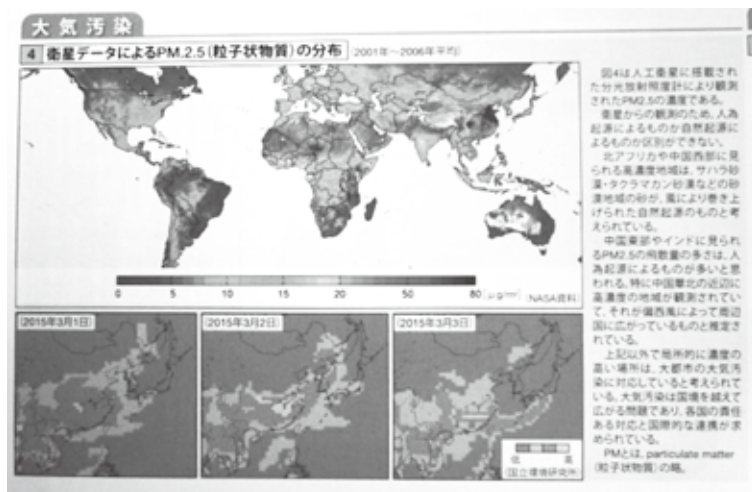 大気汚染
4 衛星データによるPM.2.5(粒子状物質)の分布 2001年〜2006年平均)
図4は人工衛星に搭載され
た分光放射照度計により観測
されたPM2.5の濃度である。
衛星からの観測のため、人為
起源によるものか自然起源に
よるものか区別ができない。
北アフリカや中国西部に見
られる高濃度地域は、サハラ砂
漠・タクラマカン砂漠などの砂
漠地域の砂が、風により巻き上
げられた自然起源のものと考
えられている。
中国東部やインドに見られ
るPM2.5の飛散量の多さは、人
為起源によるものが多いと思
われる。特に中国華北の近辺に
高濃度の地域が観測されてい
て、それが偏西風によって周辺
国に広がっているものと推定さ
れている。
上記以外で局所的に濃度の
高い場所は、大都市の大気汚
染に対応していると考えられて
いる。大気汚染は国境を越えて
広がる問題であり、各国の責任
ある対応と国際的な連携が求
められている。
PMとは、particulate matter
(粒子状物質)の略。
0 5 10 15 20 50 80 [μg/m³] (NASA資料)
(2015年3月1日)
(2015年3月2日)
(2015年3月3日)
低 高
(国立環境研究所)